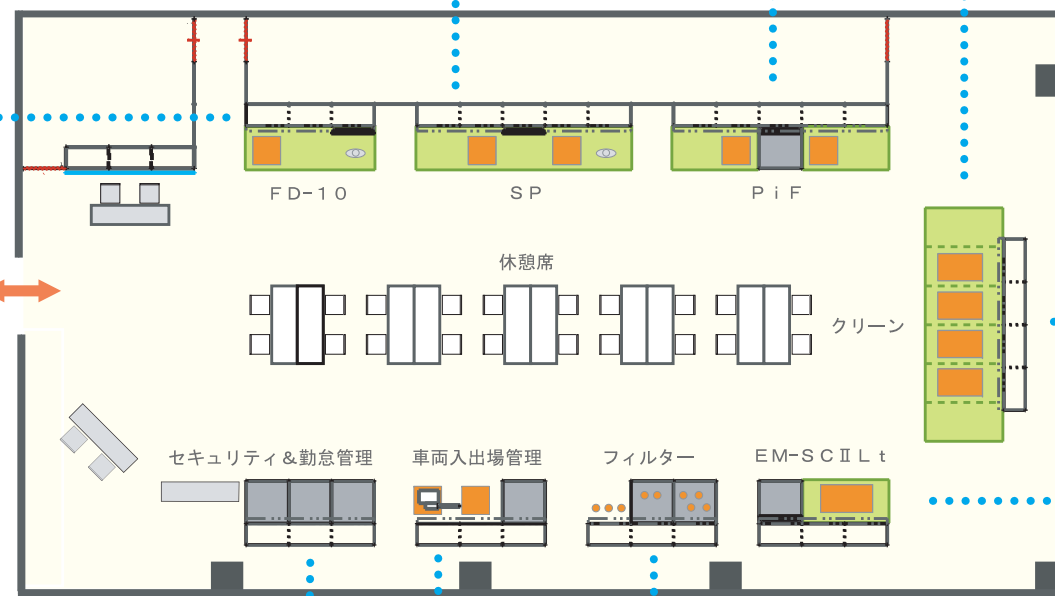 FD-10
SP
PiF
休憩席
クリーン
セキュリティ&勤怠管理
車両入出場管理
フィルター
EM-SCⅡLt